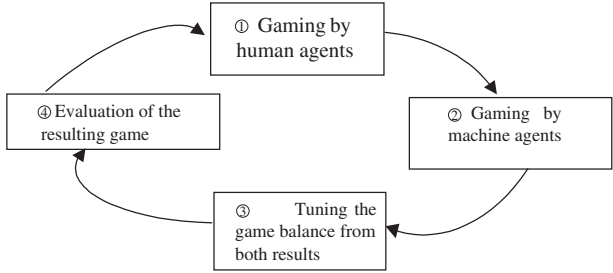 ① Gaming by
human agents
② Gaming by
machine agents
③ Tuning the
game balance from
both results
④ Evaluation of the
resulting game